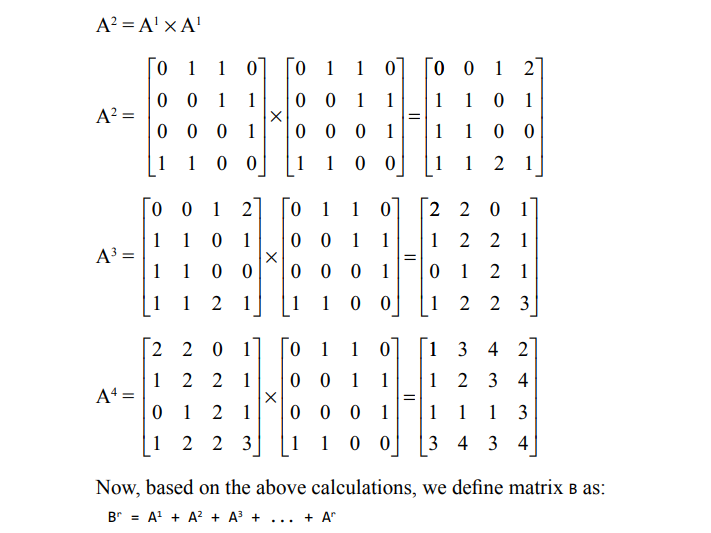 A² = A¹ × A¹
0 1 1 0 0 1 1 0 0 0 1 2
0 0 1 1 0 0 1 1 1 1 0 1
A² = × =
0 0 0 1 0 0 0 1 1 1 0 0
1 1 0 0 1 1 0 0 1 1 2 1
0 0 1 2 0 1 1 0 2 2 0 1
1 1 0 1 0 0 1 1 1 2 2 1
A³ = × =
1 1 0 0 0 0 0 1 0 1 2 1
1 1 2 1 1 1 0 0 1 2 2 3
2 2 0 1 0 1 1 0 1 3 4 2
1 2 2 1 0 0 1 1 1 2 3 4
A⁴ = × =
0 1 2 1 0 0 0 1 1 1 1 3
1 2 2 3 1 1 0 0 3 4 3 4
Now, based on the above calculations, we define matrix B as:
Bʳ = A¹ + A² + A³ + ... + Aʳ